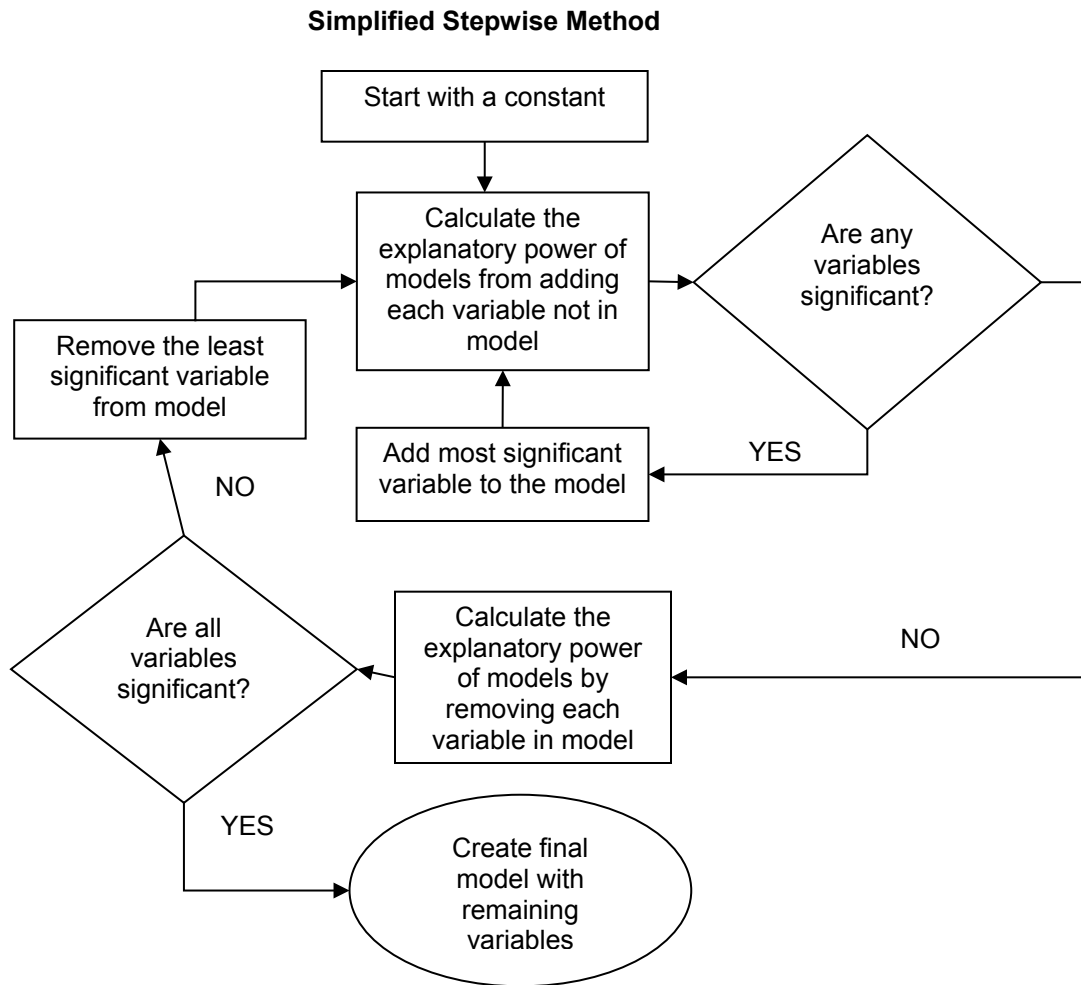 Simplified Stepwise Method
Start with a constant
Calculate the
explanatory power of
models from adding
each variable not in
model
Are any
variables
significant?
Remove the least
significant variable
from model
Add most significant
variable to the model
YES
NO
Are all
variables
significant?
Calculate the
explanatory power
of models by
removing each
variable in model
NO
YES
Create final
model with
remaining
variables